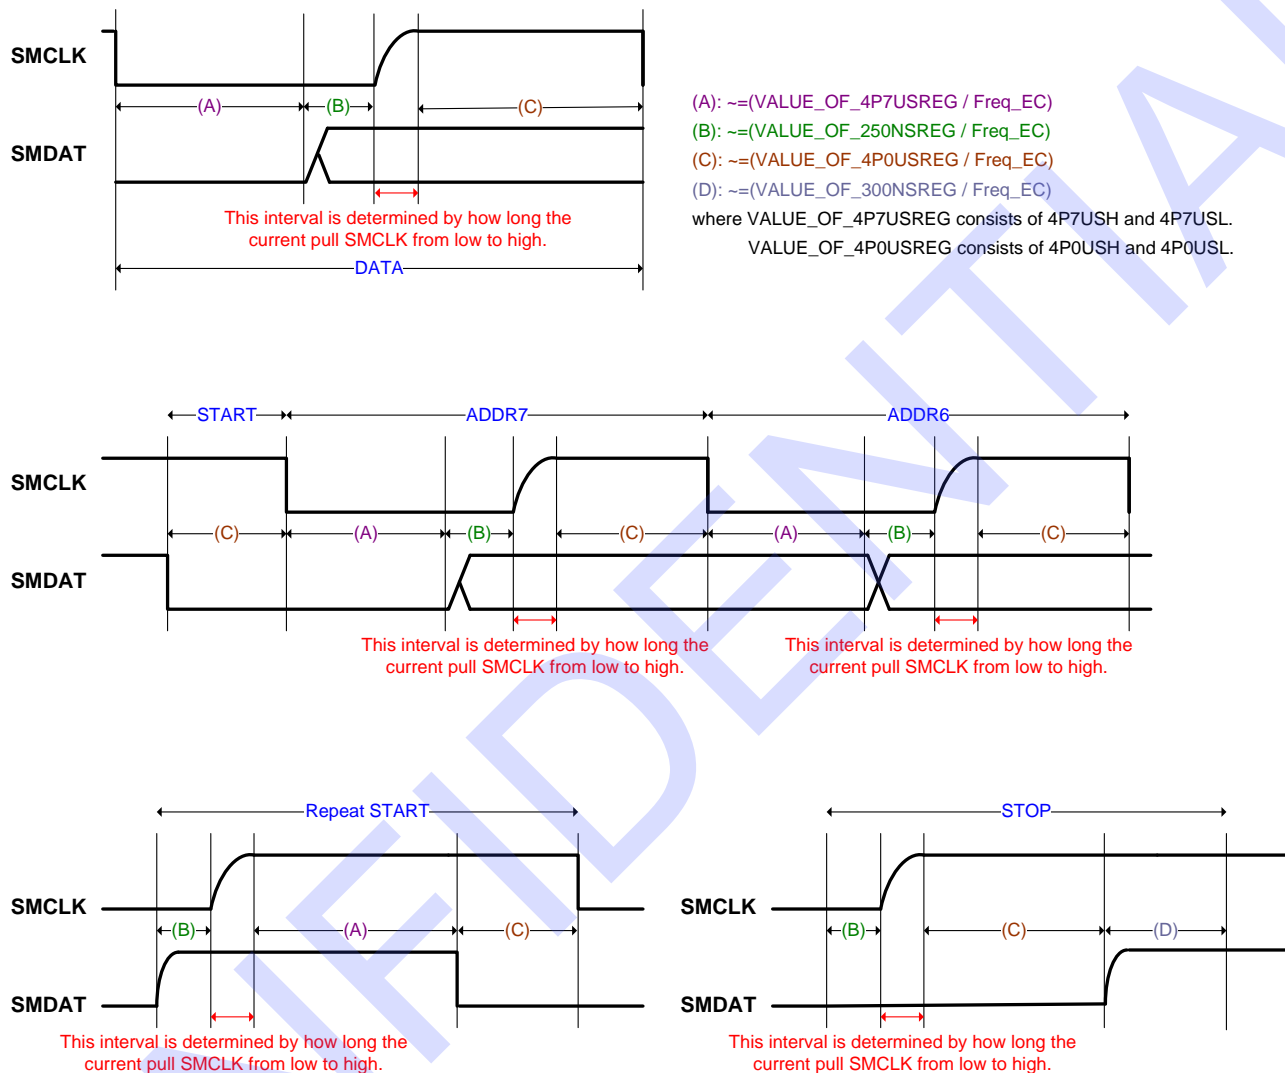 SMCLK
(A)
(B)
(C)
SMDAT
This interval is determined by how long the
current pull SMCLK from low to high.
DATA
(A): ~=(VALUE_OF_4P7USREG / Freq_EC)
(B): ~=(VALUE_OF_250NSREG / Freq_EC)
(C): ~=(VALUE_OF_4P0USREG / Freq_EC)
(D): ~=(VALUE_OF_300NSREG / Freq_EC)
where VALUE_OF_4P7USREG consists of 4P7USH and 4P7USL.
VALUE_OF_4P0USREG consists of 4P0USH and 4P0USL.
START
ADDR7
ADDR6
SMCLK
(C)
(A)
(B)
(C)
(A)
(B)
(C)
SMDAT
This interval is determined by how long the
current pull SMCLK from low to high.
This interval is determined by how long the
current pull SMCLK from low to high.
Repeat START
SMCLK
(B)
(A)
(C)
SMDAT
This interval is determined by how long the
current pull SMCLK from low to high.
STOP
SMCLK
(B)
(C)
(D)
SMDAT
This interval is determined by how long the
current pull SMCLK from low to high.